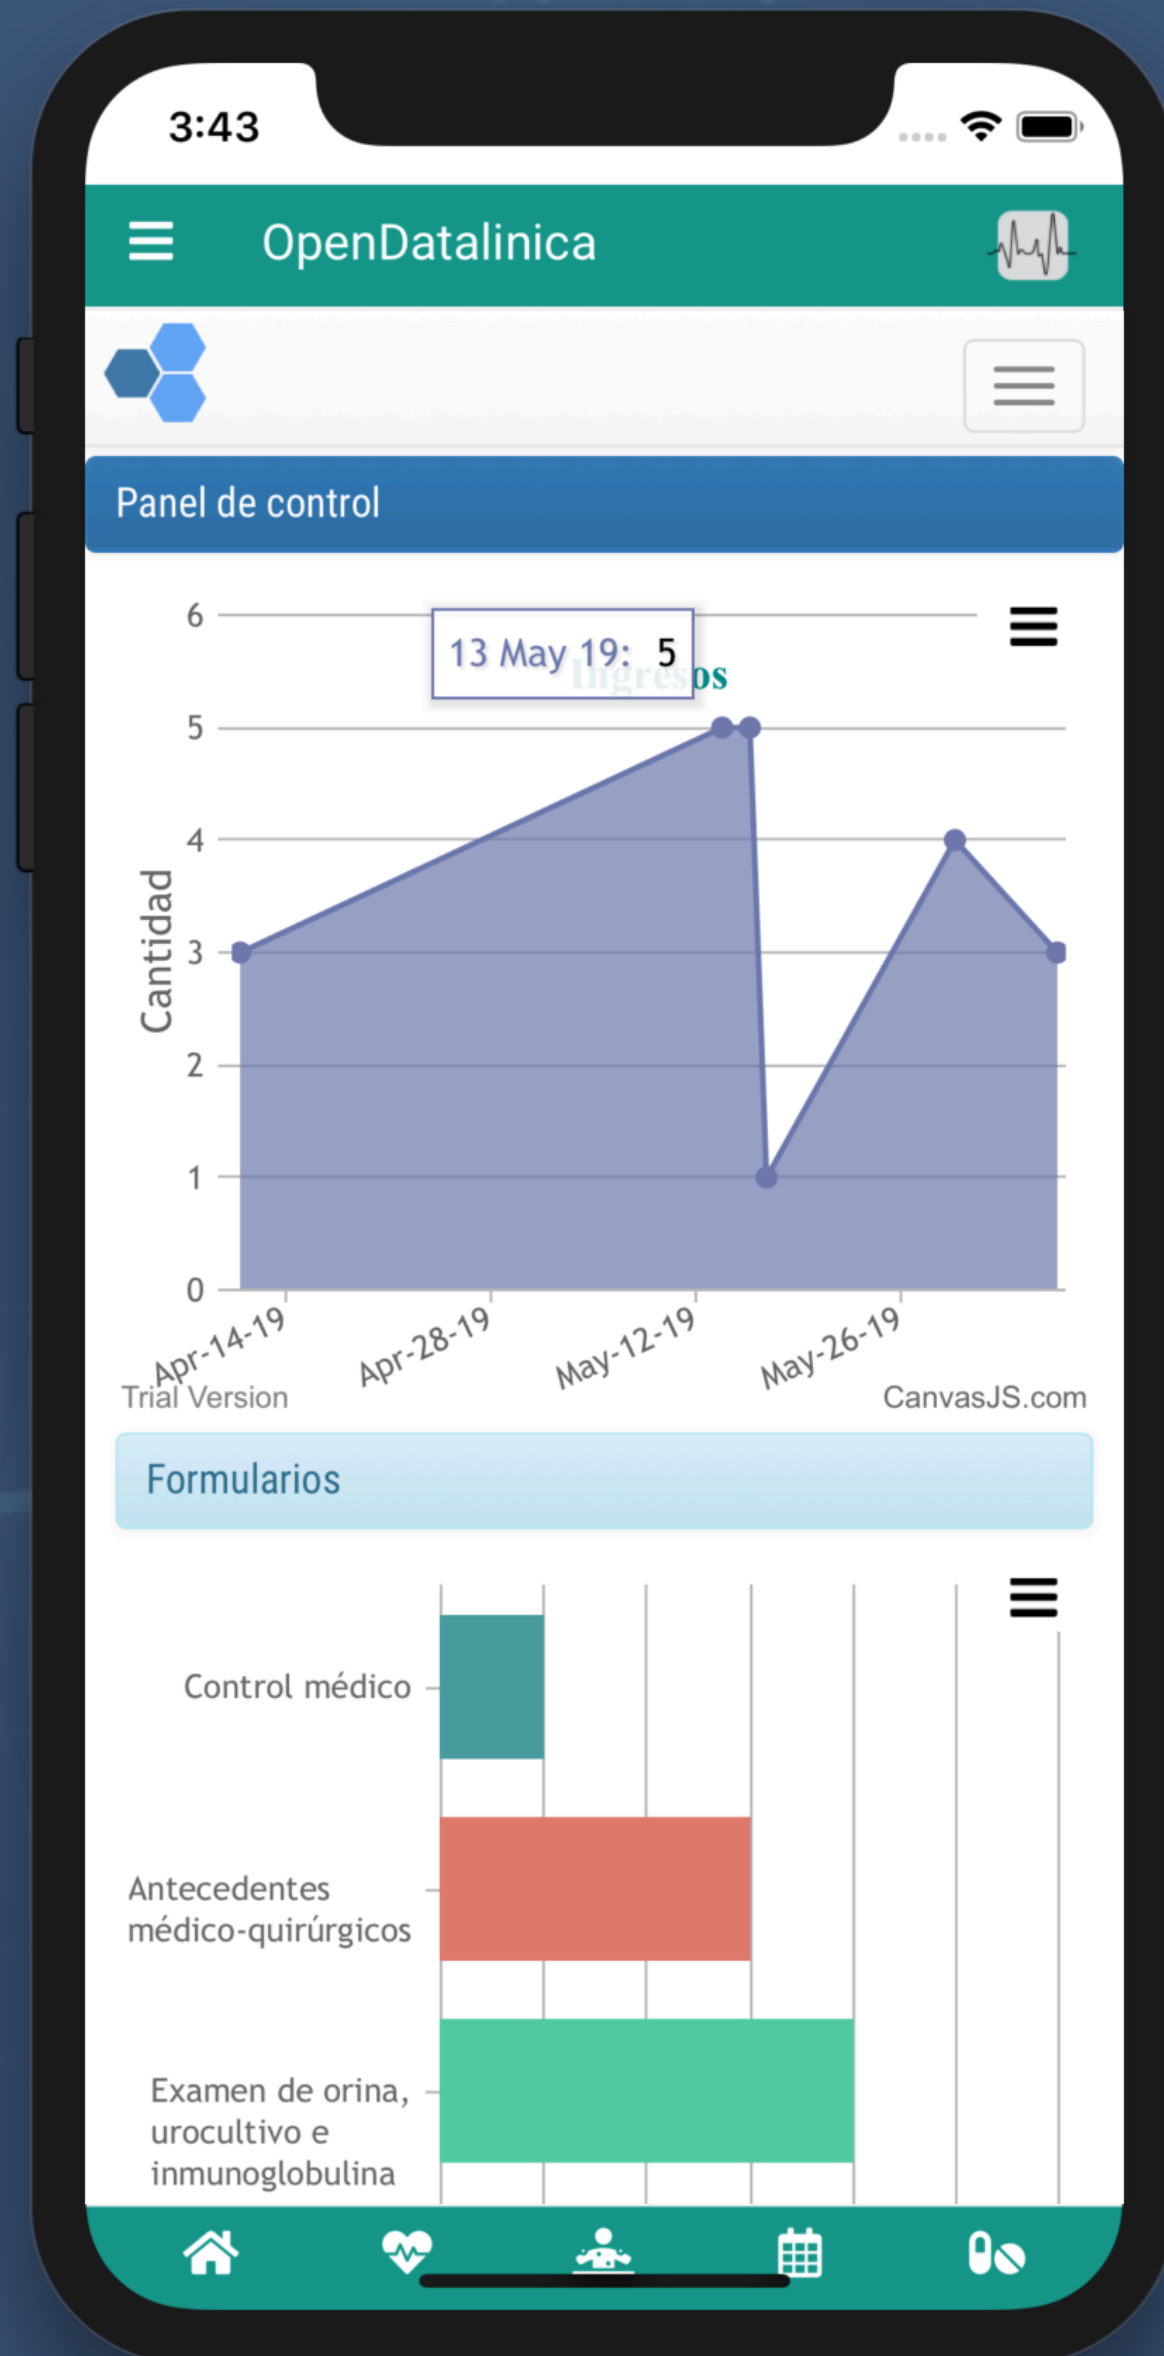 3:43
OpenDatalinica
Panel de control
6
13 May 19: 5
Ingresos
5
4
3
2
1
0
Cantidad
Apr-14-19
Apr-28-19
May-12-19
May-26-19
Trial Version
CanvasJS.com
Formularios
Control médico
Antecedentes
médico-quirúrgicos
Examen de orina,
urocultivo e
inmunoglobulina